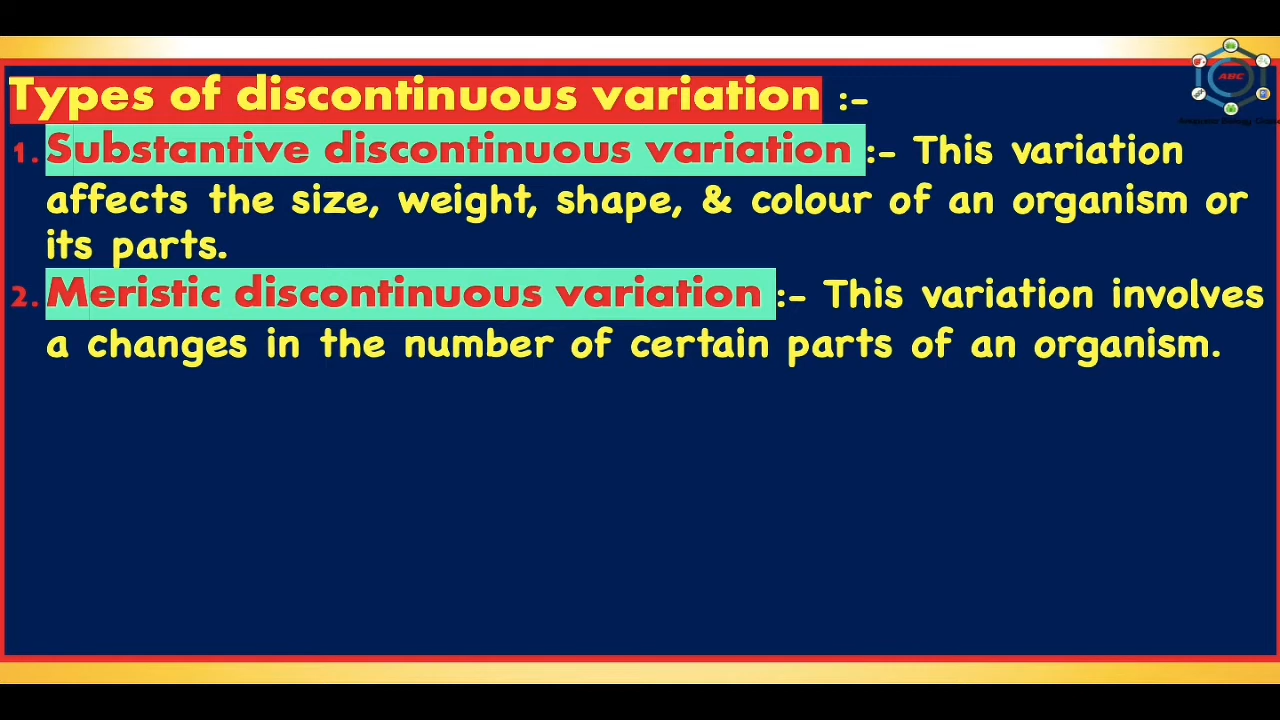 Types of discontinuous variation :-
1. Substantive discontinuous variation :- This variation
affects the size, weight, shape, & colour of an organism or
its parts.
2. Meristic discontinuous variation :- This variation involves
a changes in the number of certain parts of an organism.
ABC